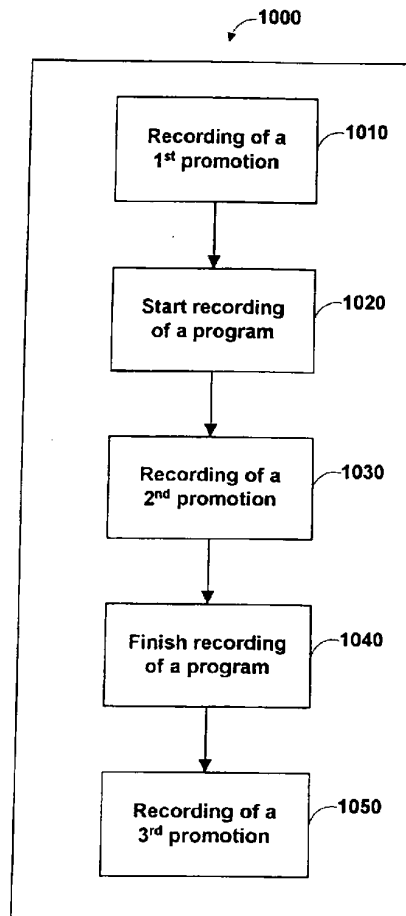 1000
Recording of a
1st promotion
1010
Start recording
of a program
1020
Recording of a
2nd promotion
1030
Finish recording
of a program
1040
Recording of a
3rd promotion
1050